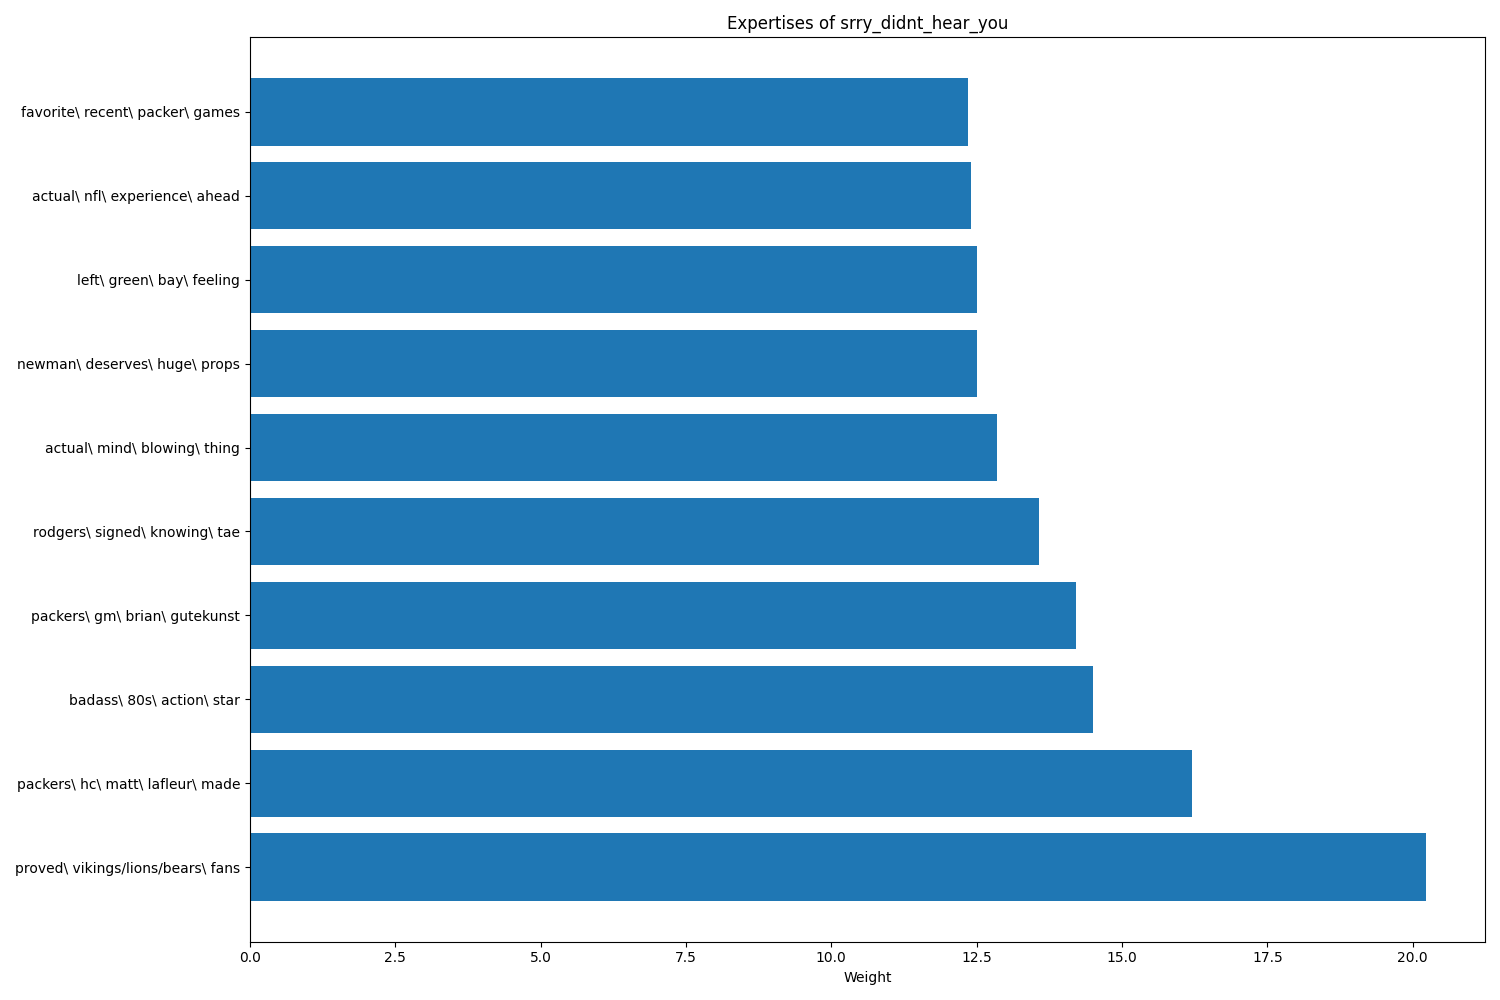 Expertises of srry_didnt_hear_you
favorite\ recent\ packer\ games
actual\ nfl\ experience\ ahead
left\ green\ bay\ feeling
newman\ deserves\ huge\ props
actual\ mind\ blowing\ thing
rodgers\ signed\ knowing\ tae
packers\ gm\ brian\ gutekunst
badass\ 80s\ action\ star
packers\ hc\ matt\ lafleur\ made
proved\ vikings/lions/bears\ fans
0.0 2.5 5.0 7.5 10.0 12.5 15.0 17.5 20.0
Weight